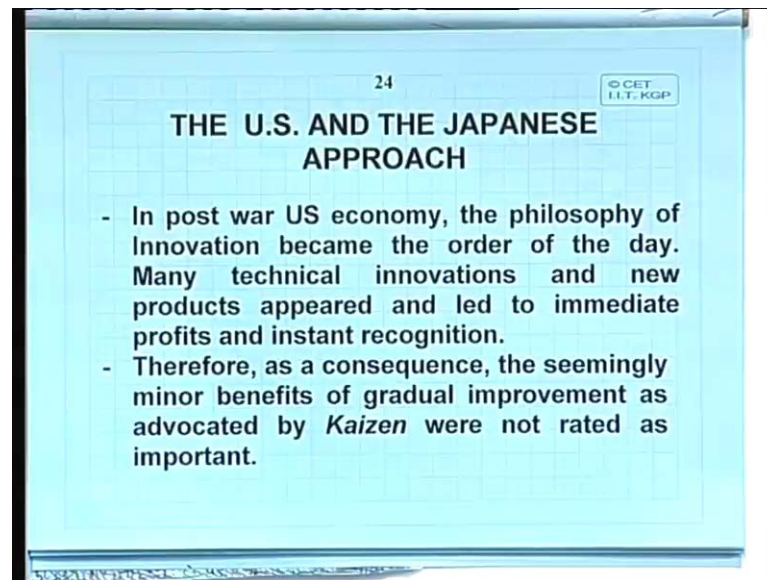 24
© CET
I.I.T. KGP
THE U.S. AND THE JAPANESE
APPROACH
- In post war US economy, the philosophy of
Innovation became the order of the day.
Many technical innovations and new
products appeared and led to immediate
profits and instant recognition.
- Therefore, as a consequence, the seemingly
minor benefits of gradual improvement as
advocated by Kaizen were not rated as
important.